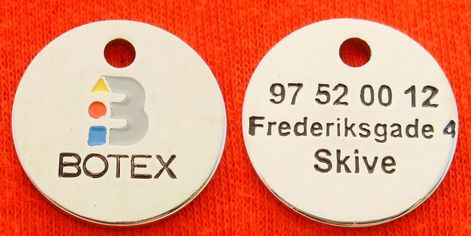 B
BOTEX
97 52 00 12
Frederiksgade 4
Skive